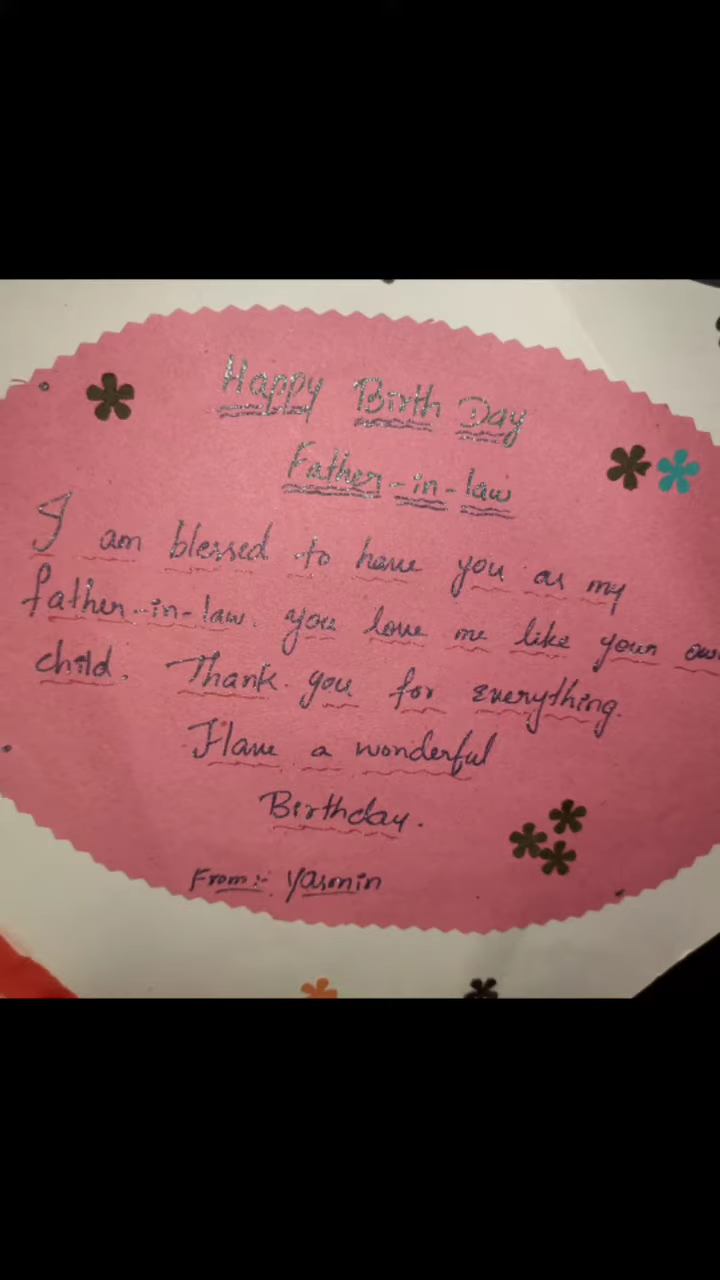 Happy Birth Day
Father-in-law
I am blessed to have you as my
father-in-law. you love me like your own
child. Thank you for everything.
Have a wonderful
Birthday.
From:- Yasmin